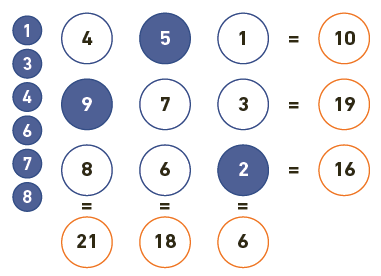 1
3
4
6
7
8
4 5 1 = 10
9 7 3 = 19
8 6 2 = 16
= = =
21 18 6